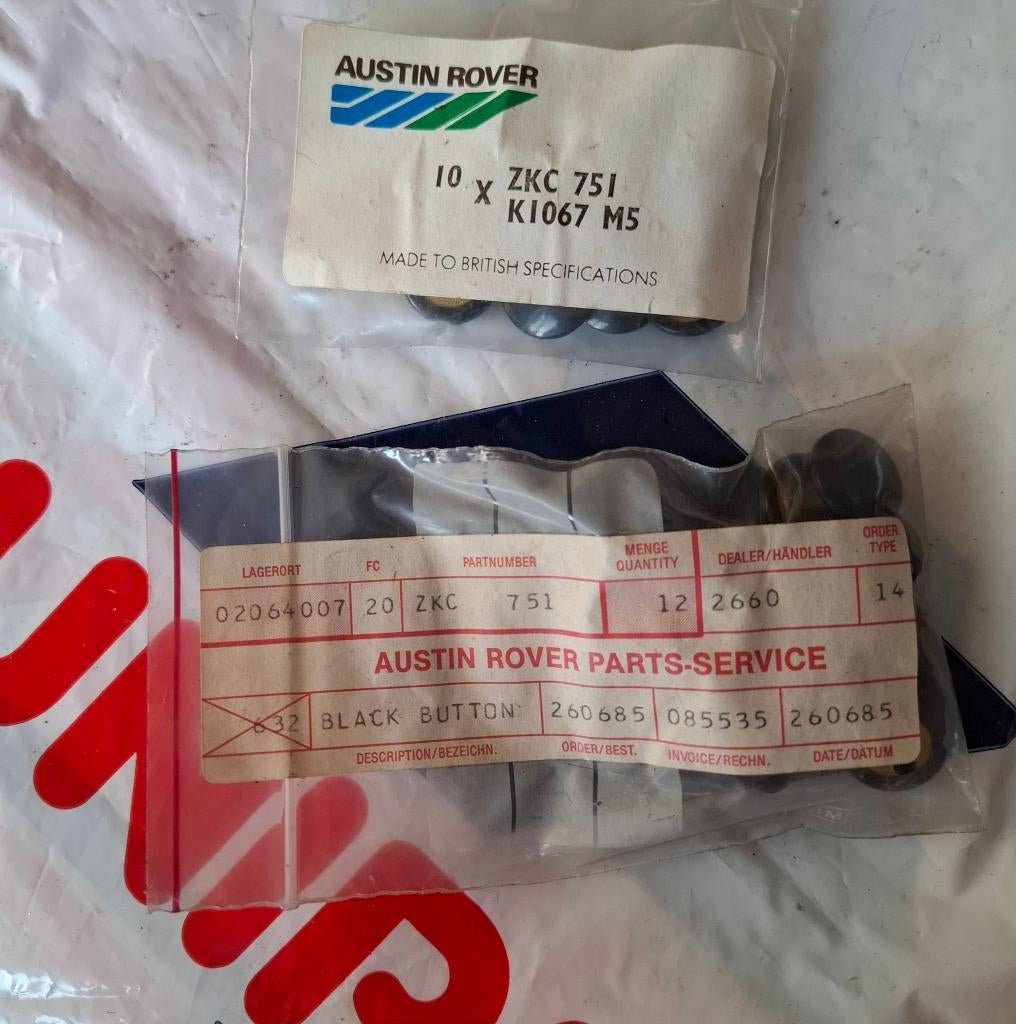 AUSTIN ROVER
10 X ZKC 751
K1067 M5
MADE TO BRITISH SPECIFICATIONS
LAGERORT FC PARTNUMBER MENGE QUANTITY DEALER/HÄNDLER ORDER TYPE
02064007 20 ZKC 751 12 2660 14
AUSTIN ROVER PARTS-SERVICE
632 BLACK BUTTON 260685 085535 260685
DESCRIPTION/BEZEICHN. ORDER/BEST. INVOICE/RECHN. DATE/DATUM